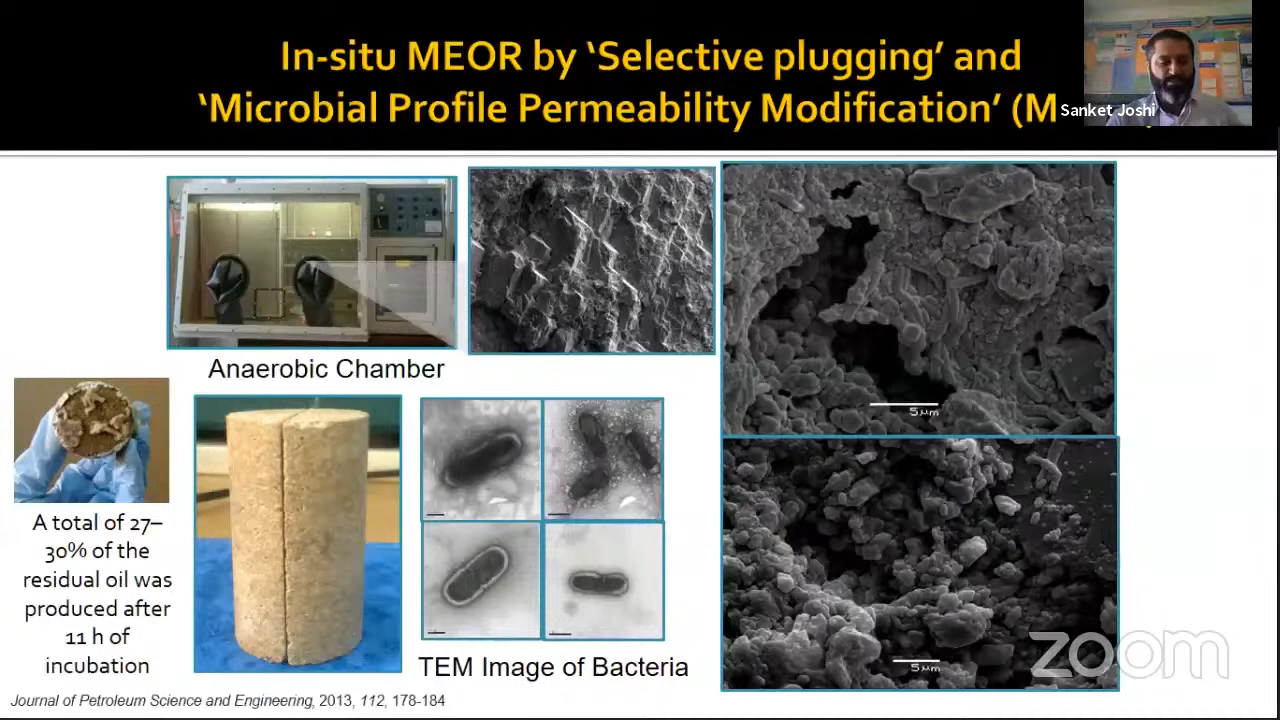 In-situ MEOR by ‘Selective plugging’ and
‘Microbial Profile Permeability Modification’ (M
Sanket Joshi
Anaerobic Chamber
5μm
A total of 27–
30% of the
residual oil was
produced after
11 h of
incubation
TEM Image of Bacteria
5μm
zoom
Journal of Petroleum Science and Engineering, 2013, 112, 178-184